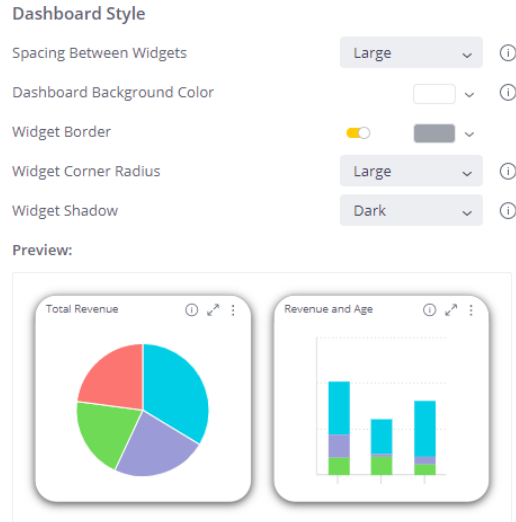 Dashboard Style
Spacing Between Widgets Large
Dashboard Background Color
Widget Border
Widget Corner Radius Large
Widget Shadow Dark
Preview:
Total Revenue Revenue and Age